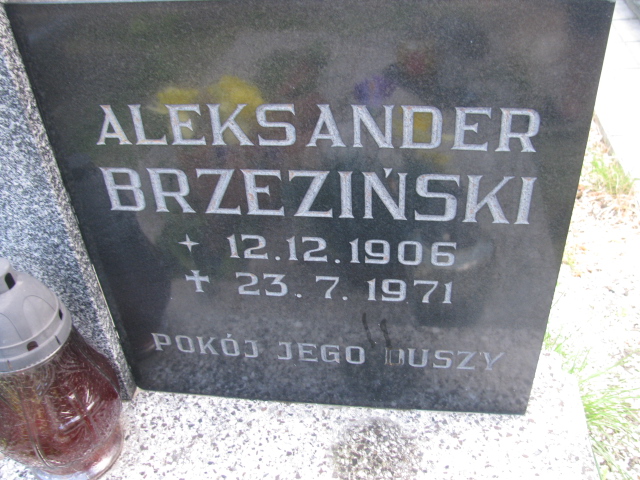 ALEKSANDER
BRZEZIŃSKI
12.12.1906
23.7.1971
POKÓJ JEGO DUSZY